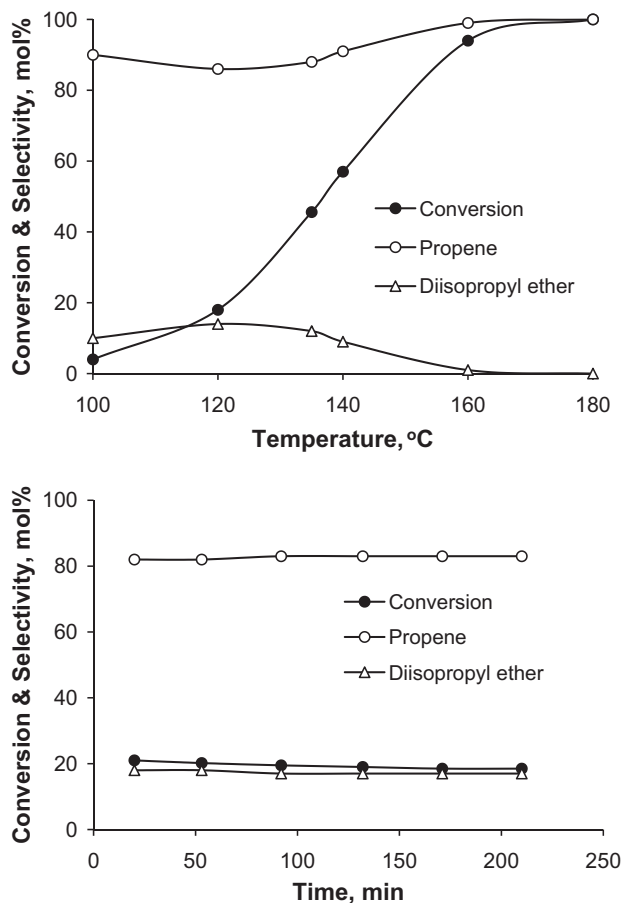 Conversion & Selectivity, mol%
100
80
60
40
20
0
Conversion
Propene
Diisopropyl ether
100 120 140 160 180
Temperature, ºC
Conversion & Selectivity, mol%
100
80
60
40
20
0
Conversion
Propene
Diisopropyl ether
0 50 100 150 200 250
Time, min